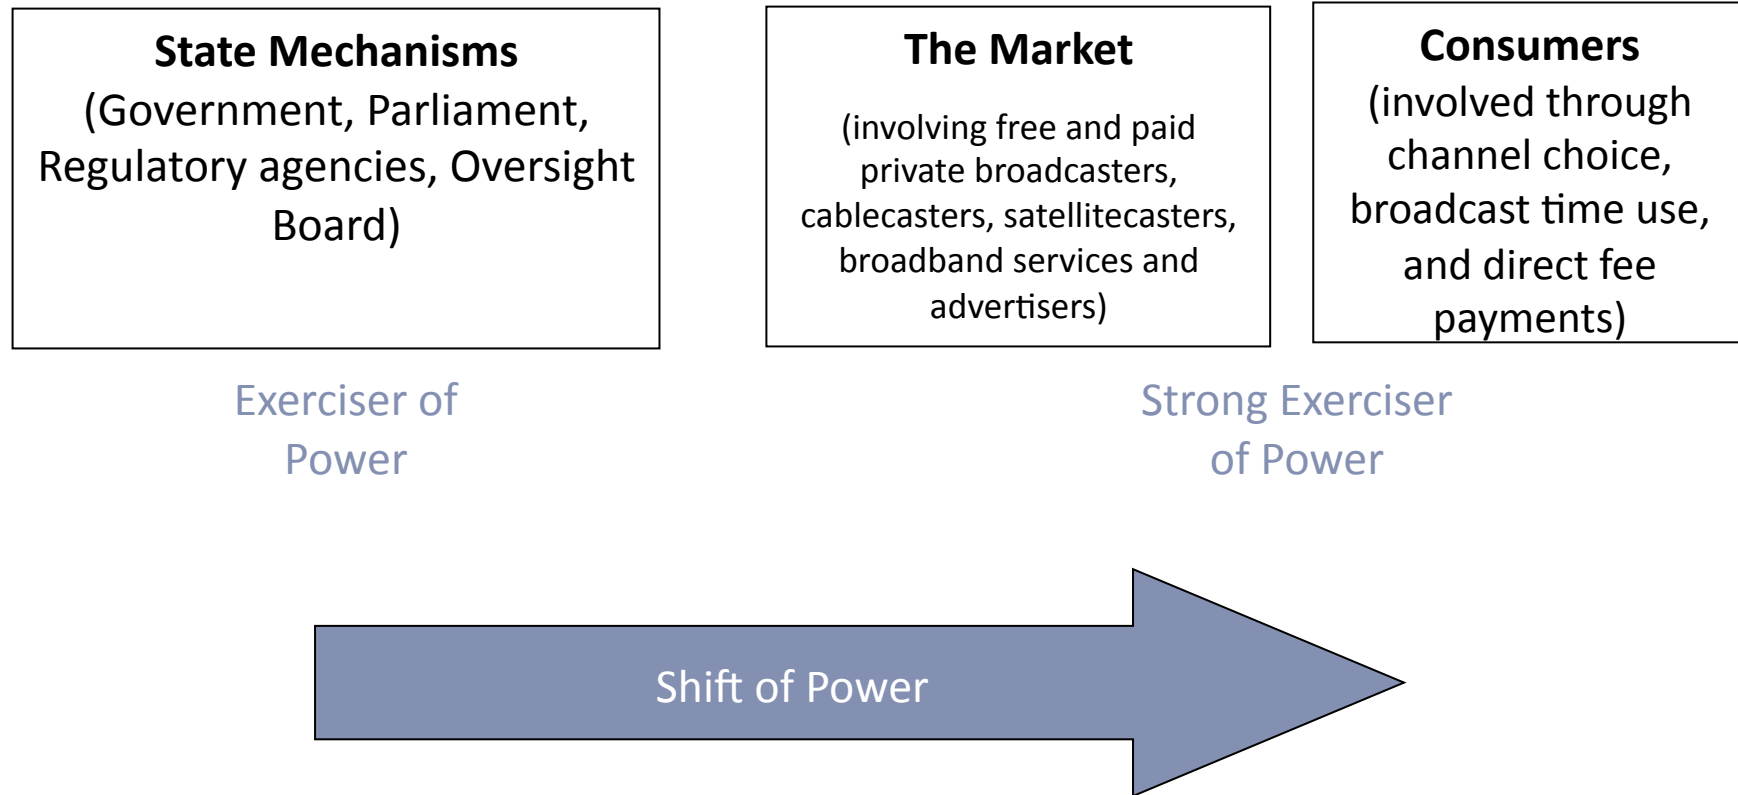 State Mechanisms
(Government, Parliament,
Regulatory agencies, Oversight
Board)
The Market
(involving free and paid
private broadcasters,
cablecasters, satellitecasters,
broadband services and
advertisers)
Consumers
(involved through
channel choice,
broadcast time use,
and direct fee
payments)
Exerciser of
Power
Strong Exerciser
of Power
Shift of Power